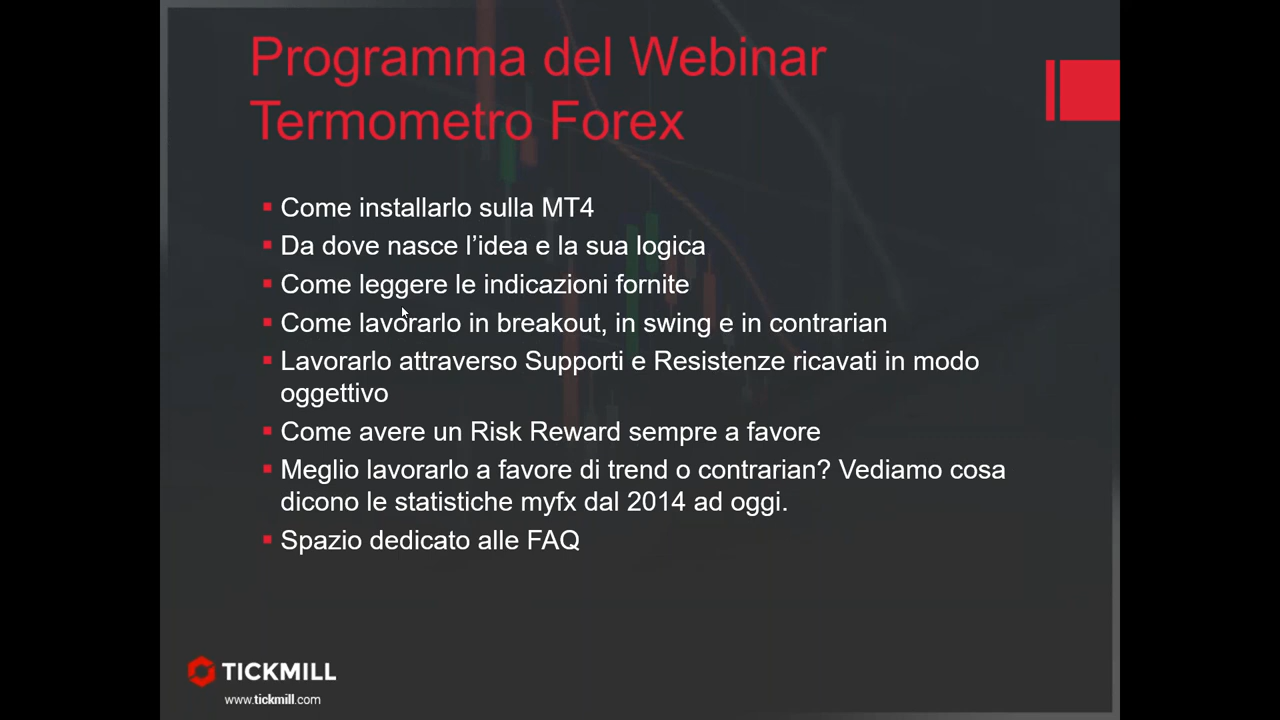 Programma del Webinar
Termometro Forex
Come installarlo sulla MT4
Da dove nasce l’idea e la sua logica
Come leggere le indicazioni fornite
Come lavorarlo in breakout, in swing e in contrarian
Lavorarlo attraverso Supporti e Resistenze ricavati in modo
oggettivo
Come avere un Risk Reward sempre a favore
Meglio lavorarlo a favore di trend o contrarian? Vediamo cosa
dicono le statistiche myfx dal 2014 ad oggi.
Spazio dedicato alle FAQ
TICKMILL
www.tickmill.com